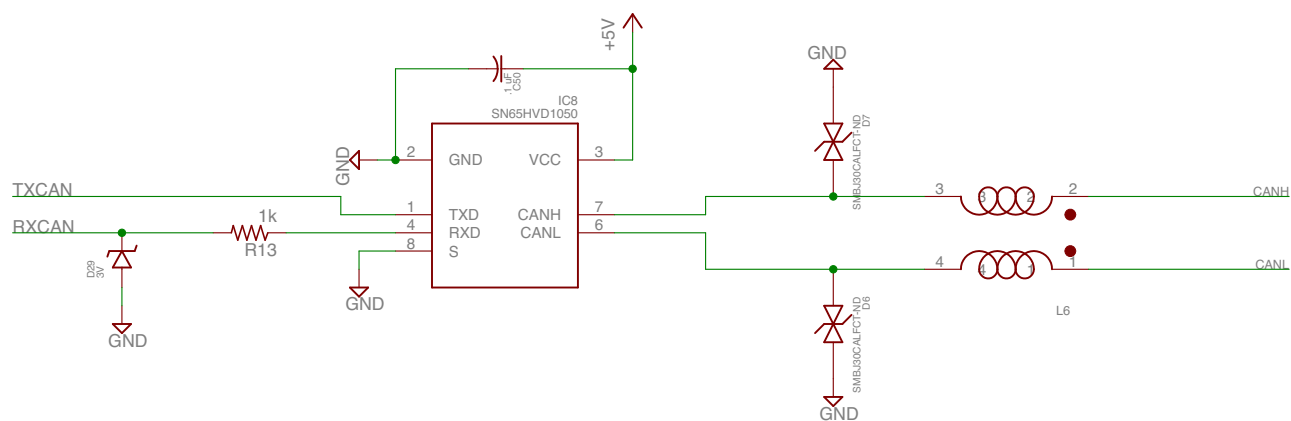 +5V
GND
.1 uF
C50
IC8
SN65HVD1050
GND
2
GND
VCC
3
SMBJ30CALFCT-ND
D7
TXCAN
1
TXD
CANH
7
3
3
2
2
CANH
RXCAN
1k
R13
4
RXD
CANL
6
8
S
D29
3V
GND
GND
4
4
1
1
CANL
SMBJ30CALFCT-ND
D6
L6
GND